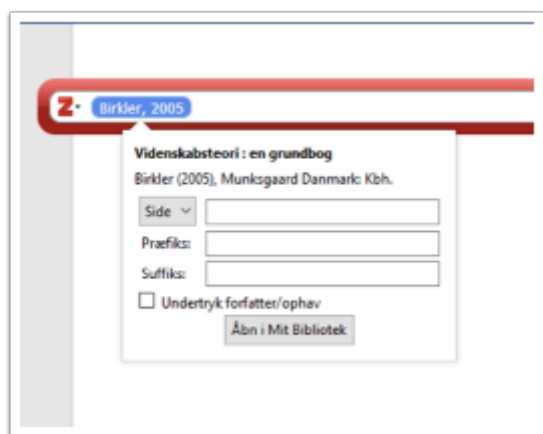 Z Birkler, 2005
Videnskabsteori : en grundbog
Birkler (2005), Munksgaard Danmark: Kbh.
Side
Præfiks:
Suffiks:
Undertryk forfatter/ophav
Åbn i Mit Bibliotek